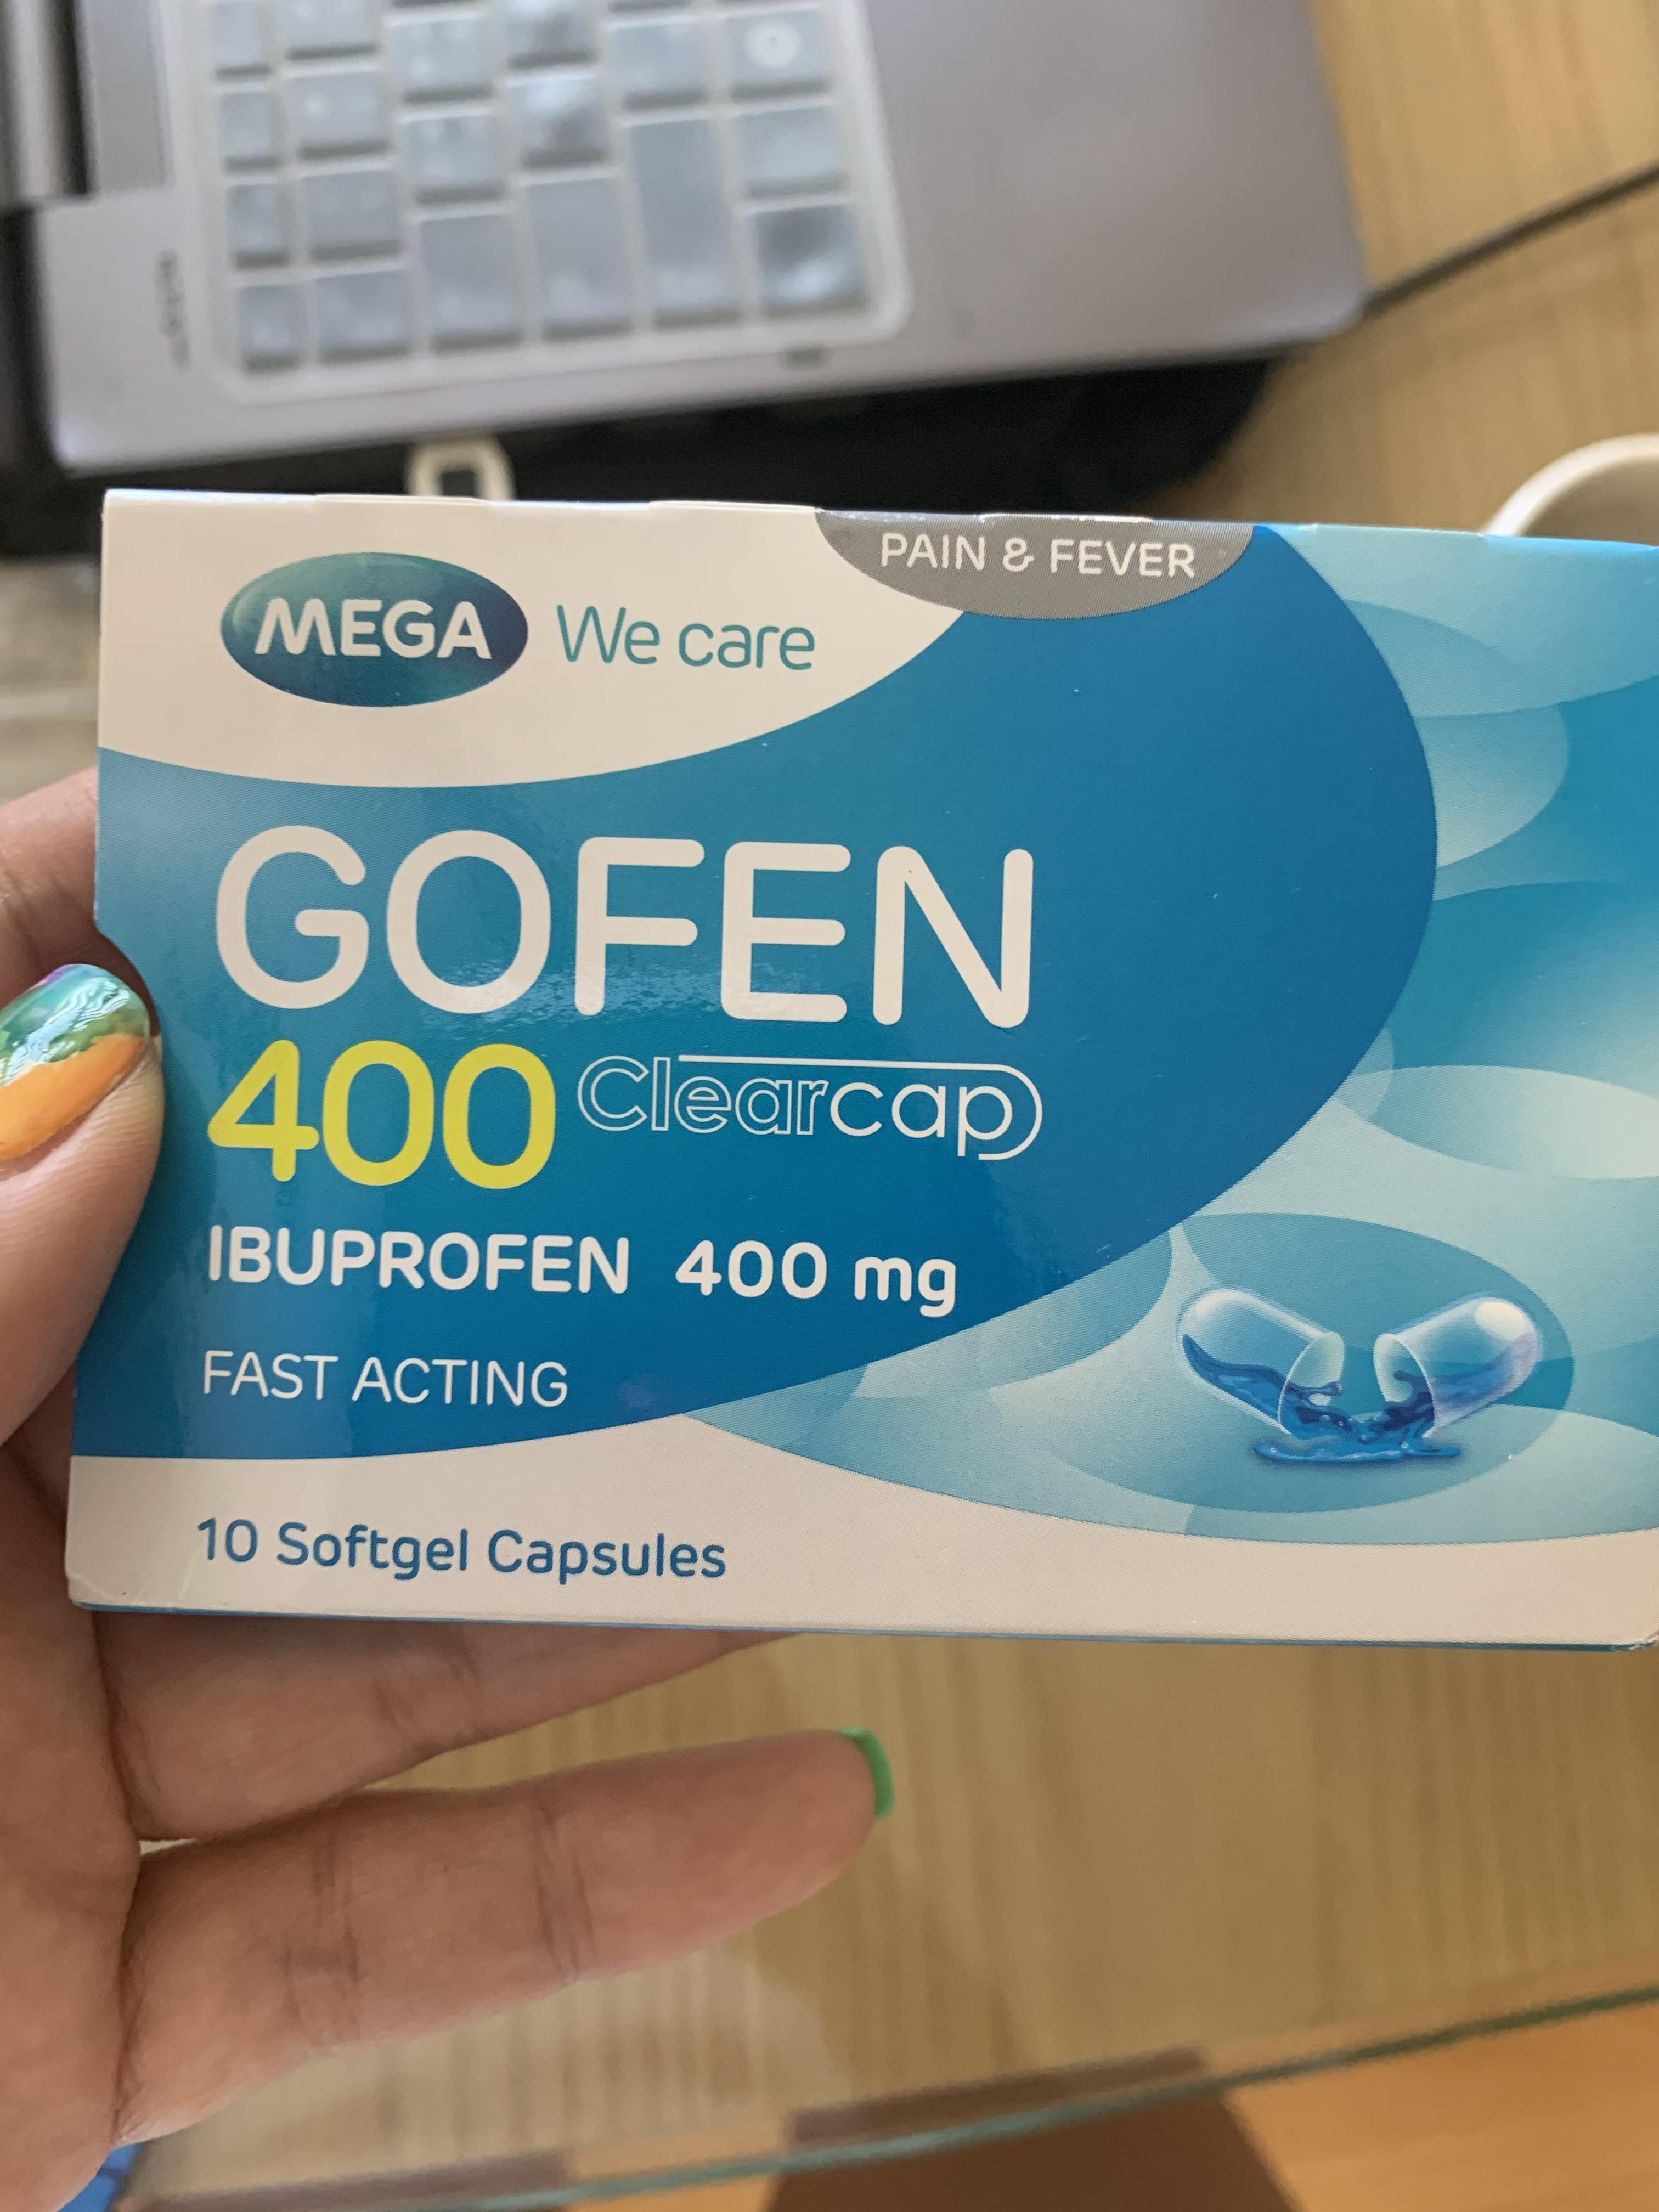 PAIN & FEVER
MEGA We care
GOFEN
400 Clearcap
IBUPROFEN 400 mg
FAST ACTING
10 Softgel Capsules